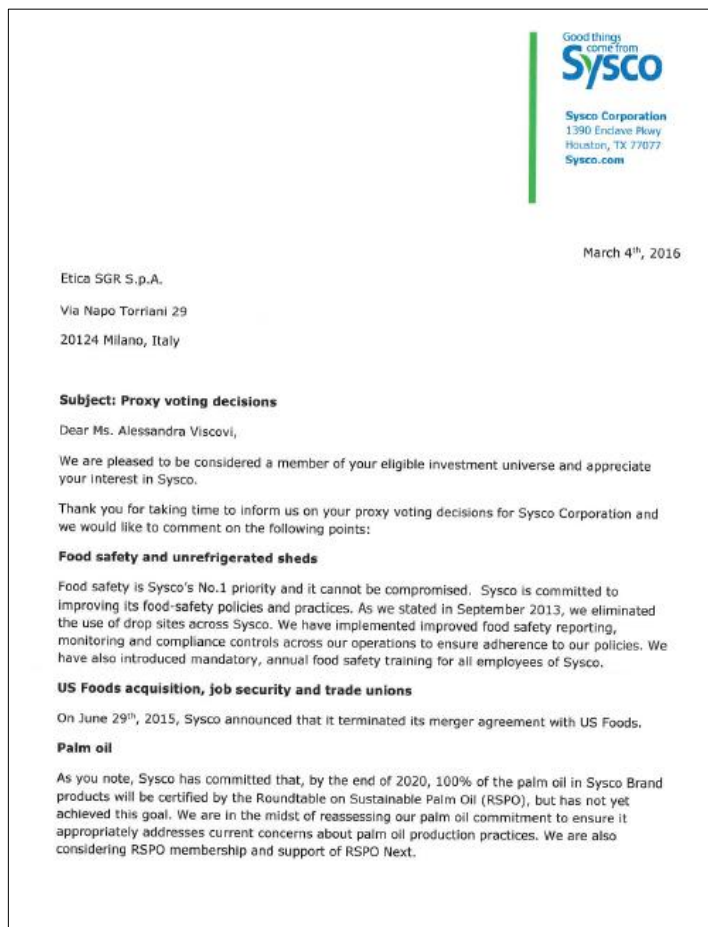 Good things
come from
Sysco
Sysco Corporation
1390 Enclave Pkwy
Houston, TX 77077
Sysco.com
March 4th, 2016
Etica SGR S.p.A.
Via Napo Torriani 29
20124 Milano, Italy
Subject: Proxy voting decisions
Dear Ms. Alessandra Viscovi,
We are pleased to be considered a member of your eligible investment universe and appreciate
your interest in Sysco.
Thank you for taking time to inform us on your proxy voting decisions for Sysco Corporation and
we would like to comment on the following points:
Food safety and unrefrigerated sheds
Food safety is Sysco's No.1 priority and it cannot be compromised. Sysco is committed to
improving its food-safety policies and practices. As we stated in September 2013, we eliminated
the use of drop sites across Sysco. We have implemented improved food safety reporting,
monitoring and compliance controls across our operations to ensure adherence to our policies. We
have also introduced mandatory, annual food safety training for all employees of Sysco.
US Foods acquisition, job security and trade unions
On June 29th, 2015, Sysco announced that it terminated its merger agreement with US Foods.
Palm oil
As you note, Sysco has committed that, by the end of 2020, 100% of the palm oil in Sysco Brand
products will be certified by the Roundtable on Sustainable Palm Oil (RSPO), but has not yet
achieved this goal. We are in the midst of reassessing our palm oil commitment to ensure it
appropriately addresses current concerns about palm oil production practices. We are also
considering RSPO membership and support of RSPO Next.